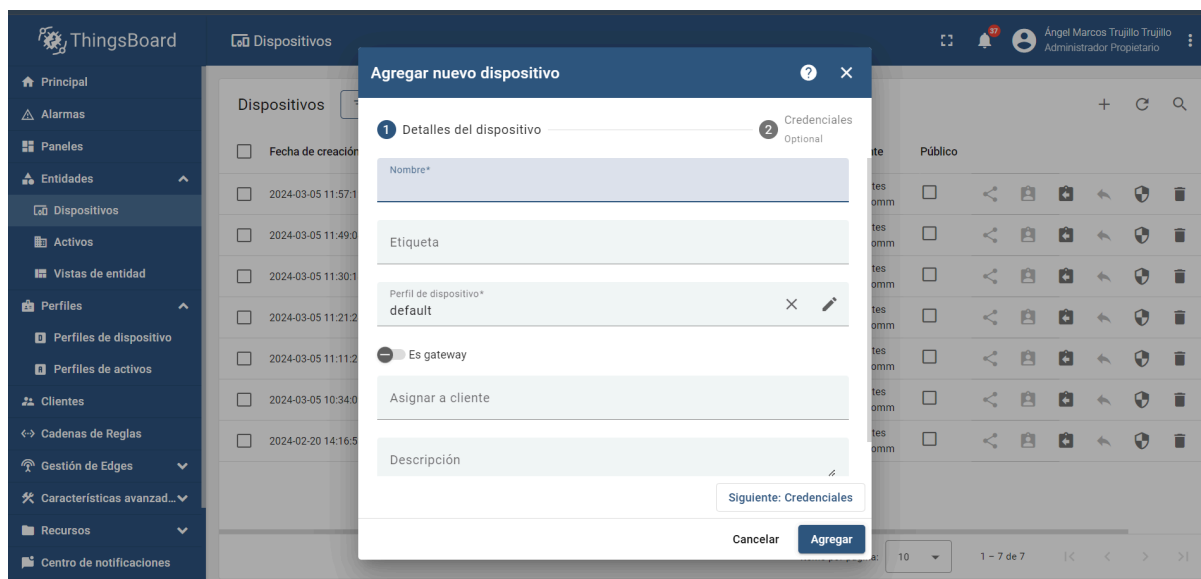 ThingsBoard
Dispositivos
37
Ángel Marcos Trujillo Trujillo
Administrador Propietario
Principal
Alarmas
Paneles
Entidades
Dispositivos
Activos
Vistas de entidad
Perfiles
Perfiles de dispositivo
Perfiles de activos
Clientes
Cadenas de Reglas
Gestión de Edges
Características avanzad...
Recursos
Centro de notificaciones
Dispositivos
Fecha de creación
Público
2024-03-05 11:57:1
2024-03-05 11:49:0
2024-03-05 11:30:1
2024-03-05 11:21:2
2024-03-05 11:11:2
2024-03-05 10:34:0
2024-02-20 14:16:5
Agregar nuevo dispositivo
1 Detalles del dispositivo
2 Credenciales
Optional
Nombre*
Etiqueta
Perfil de dispositivo*
default
Es gateway
Asignar a cliente
Descripción
Siguiente: Credenciales
Cancelar
Agregar
10
1 – 7 de 7